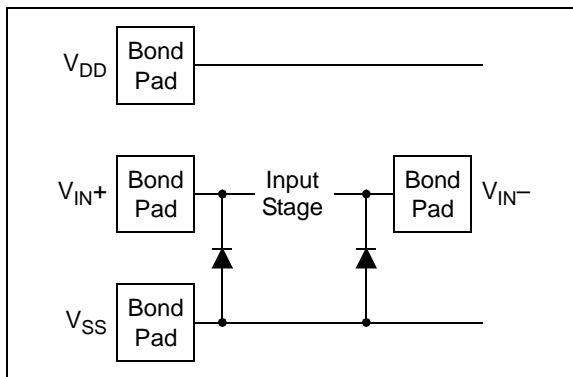 V_DD Bond Pad
V_IN+ Bond Pad Input Stage Bond Pad V_IN–
V_SS Bond Pad